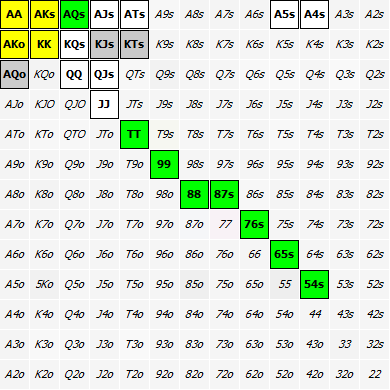 AA AKs AQs AJs ATs A9s A8s A7s A6s A5s A4s A3s A2s
AKo KK KQs KJs KTs K9s K8s K7s K6s K5s K4s K3s K2s
AQo KQo QQ QJs QTs Q9s Q8s Q7s Q6s Q5s Q4s Q3s Q2s
AJo KJO QJO JJ JTs J9s J8s J7s J6s J5s J4s J3s J2s
ATo KTo QTO JTo TT T9s T8s T7s T6s T5s T4s T3s T2s
A9o K9o Q9o J9o T9o 99 98s 97s 96s 95s 94s 93s 92s
A8o K8o Q8o J8o T8o 98o 88 87s 86s 85s 84s 83s 82s
A7o K7o Q7o J7o T7o 97o 87o 77 76s 75s 74s 73s 72s
A6o K6o Q6o J6o T6o 96o 86o 76o 66 65s 64s 63s 62s
A5o 5Ko Q5o J5o T5o 95o 85o 75o 65o 55 54s 53s 52s
A4o K4o Q4o J4o T4o 94o 84o 74o 64o 54o 44 43s 42s
A3o K3o Q3o J3o T3o 93o 83o 73o 63o 53o 43o 33 32s
A2o K2o Q2o J2o T2o 92o 82o 72o 62o 52o 42o 32o 22